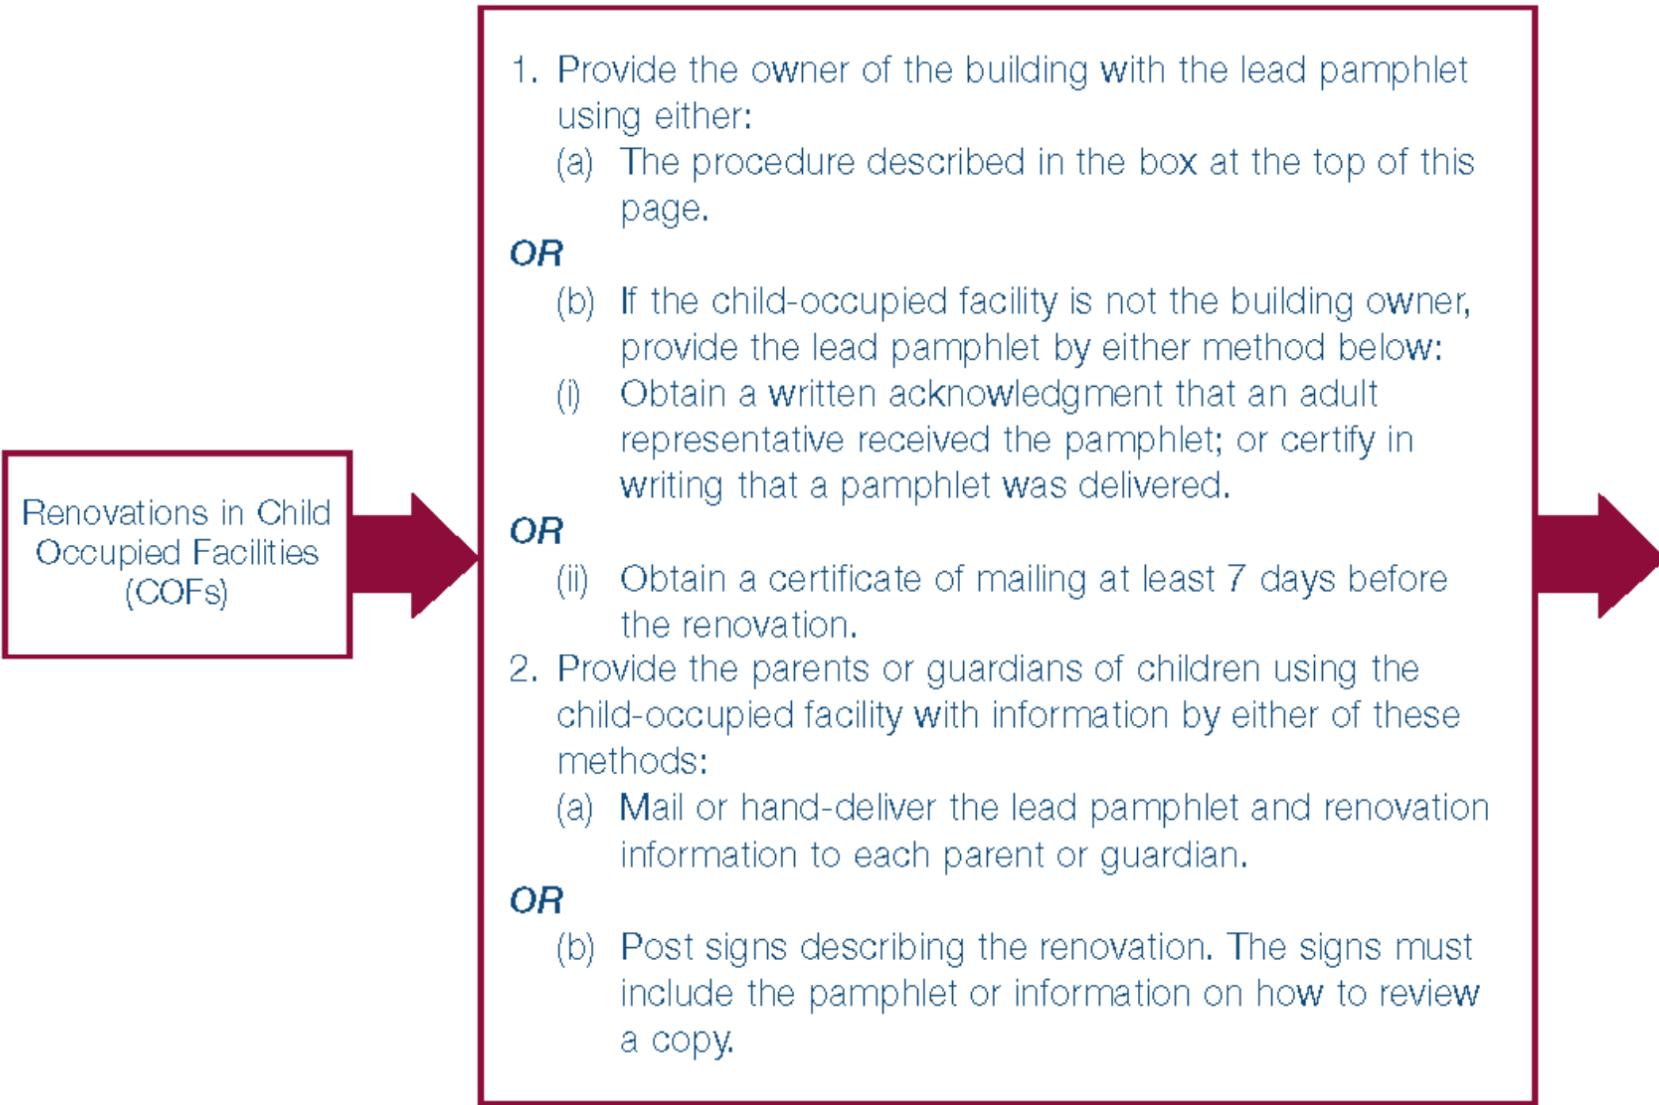 Renovations in Child
Occupied Facilities
(COFs)
1. Provide the owner of the building with the lead pamphlet
using either:
(a) The procedure described in the box at the top of this
page.
OR
(b) If the child-occupied facility is not the building owner,
provide the lead pamphlet by either method below:
(i) Obtain a written acknowledgment that an adult
representative received the pamphlet; or certify in
writing that a pamphlet was delivered.
OR
(ii) Obtain a certificate of mailing at least 7 days before
the renovation.
2. Provide the parents or guardians of children using the
child-occupied facility with information by either of these
methods:
(a) Mail or hand-deliver the lead pamphlet and renovation
information to each parent or guardian.
OR
(b) Post signs describing the renovation. The signs must
include the pamphlet or information on how to review
a copy.